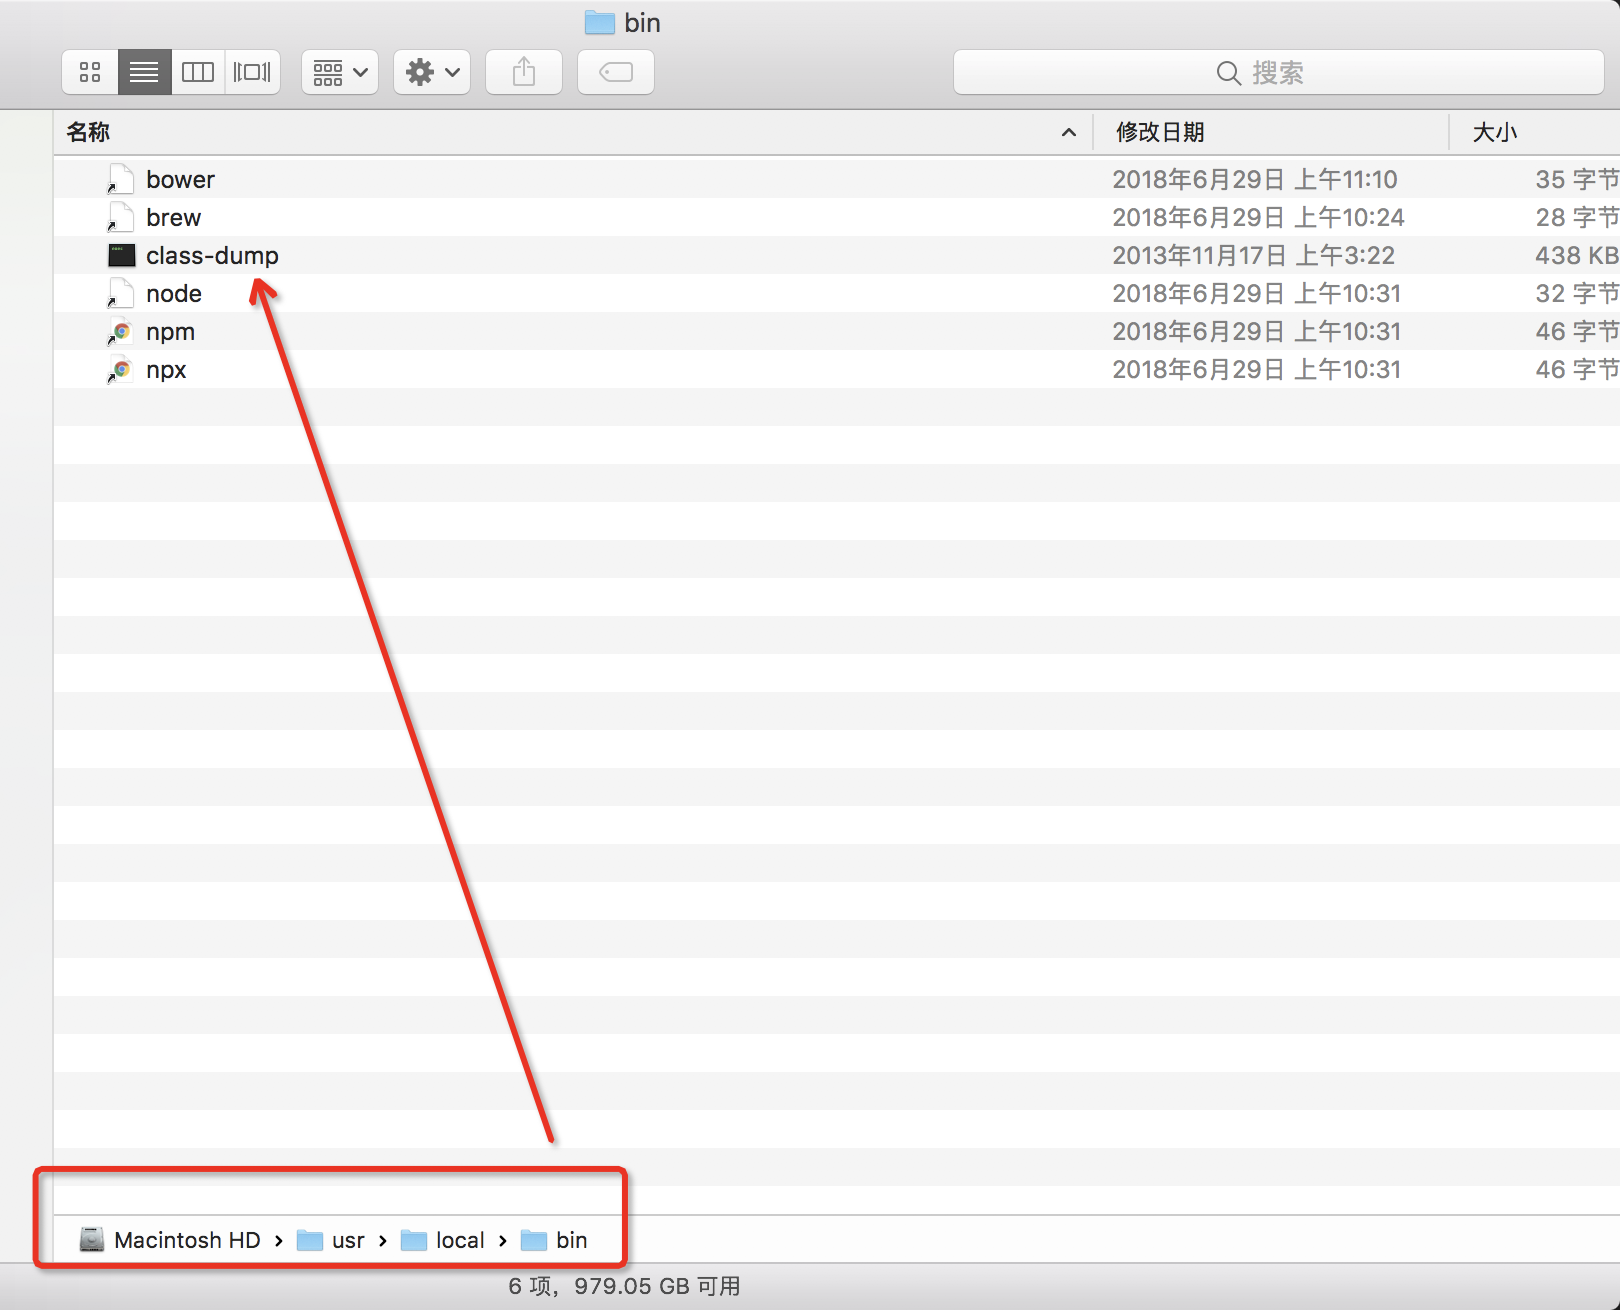 bin
搜索
名称 修改日期 大小
bower 2018年6月29日 上午11:10 35 字节
brew 2018年6月29日 上午10:24 28 字节
class-dump 2013年11月17日 上午3:22 438 KB
node 2018年6月29日 上午10:31 32 字节
npm 2018年6月29日 上午10:31 46 字节
npx 2018年6月29日 上午10:31 46 字节
Macintosh HD › usr › local › bin
6 项，979.05 GB 可用